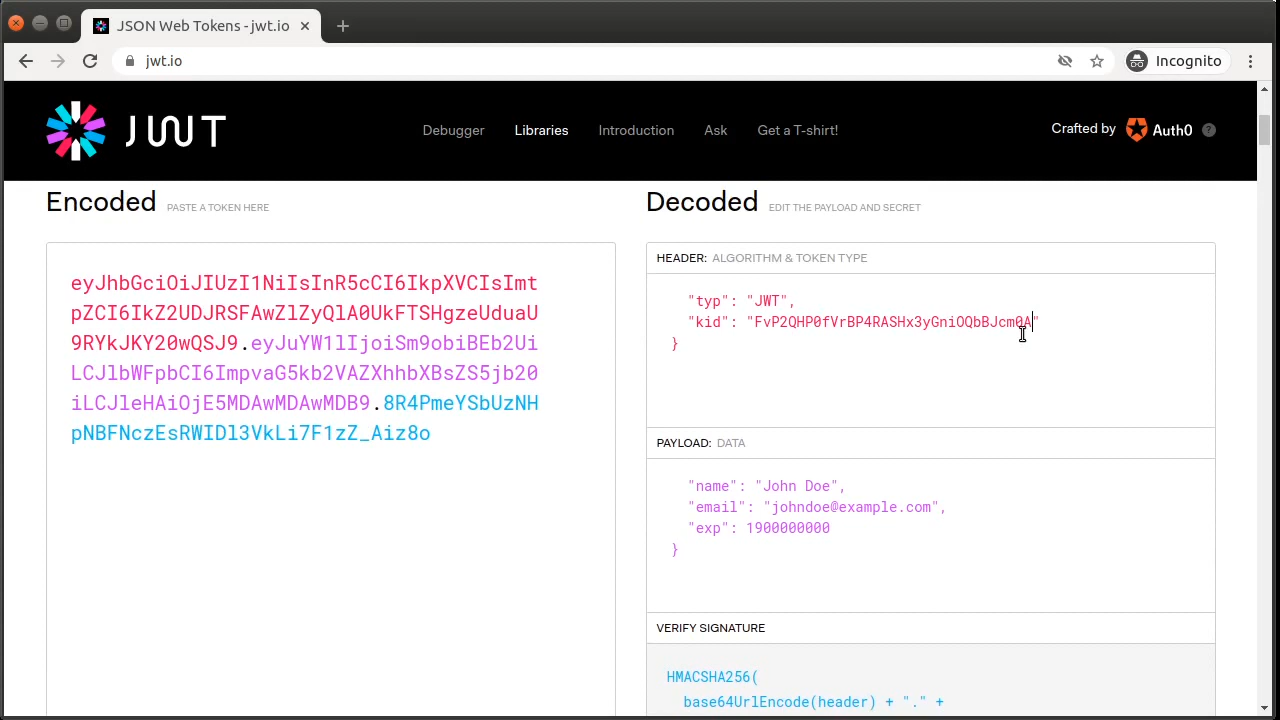 JSON Web Tokens - jwt.io
jwt.io
Incognito
JWT
Debugger Libraries Introduction Ask Get a T-shirt!
Crafted by Auth0 ?
Encoded PASTE A TOKEN HERE
eyJhbGciOiJIUzI1NiIsInR5cCI6IkpXVCIsImt
pZCI6IkZ2UDJRSFAwZlZyQlA0UkFTSHgzeUduaU
9RYkJKY20wQSJ9.eyJuYW1lIjoiSm9obiBEb2Ui
LCJlbWFpbCI6ImpvaG5kb2VAZXhhbXBsZS5jb20
iLCJleHAiOjE5MDAwMDAwMDB9.8R4PmeYSbUzNH
pNBFNczEsRWIDl3VkLi7F1zZ_Aiz8o
Decoded EDIT THE PAYLOAD AND SECRET
HEADER: ALGORITHM & TOKEN TYPE
"typ": "JWT",
"kid": "FvP2QHP0fVrBP4RASHx3yGniOQbBJcm0A"
}
PAYLOAD: DATA
"name": "John Doe",
"email": "johndoe@example.com",
"exp": 1900000000
}
VERIFY SIGNATURE
HMACSHA256(
base64UrlEncode(header) + "." +